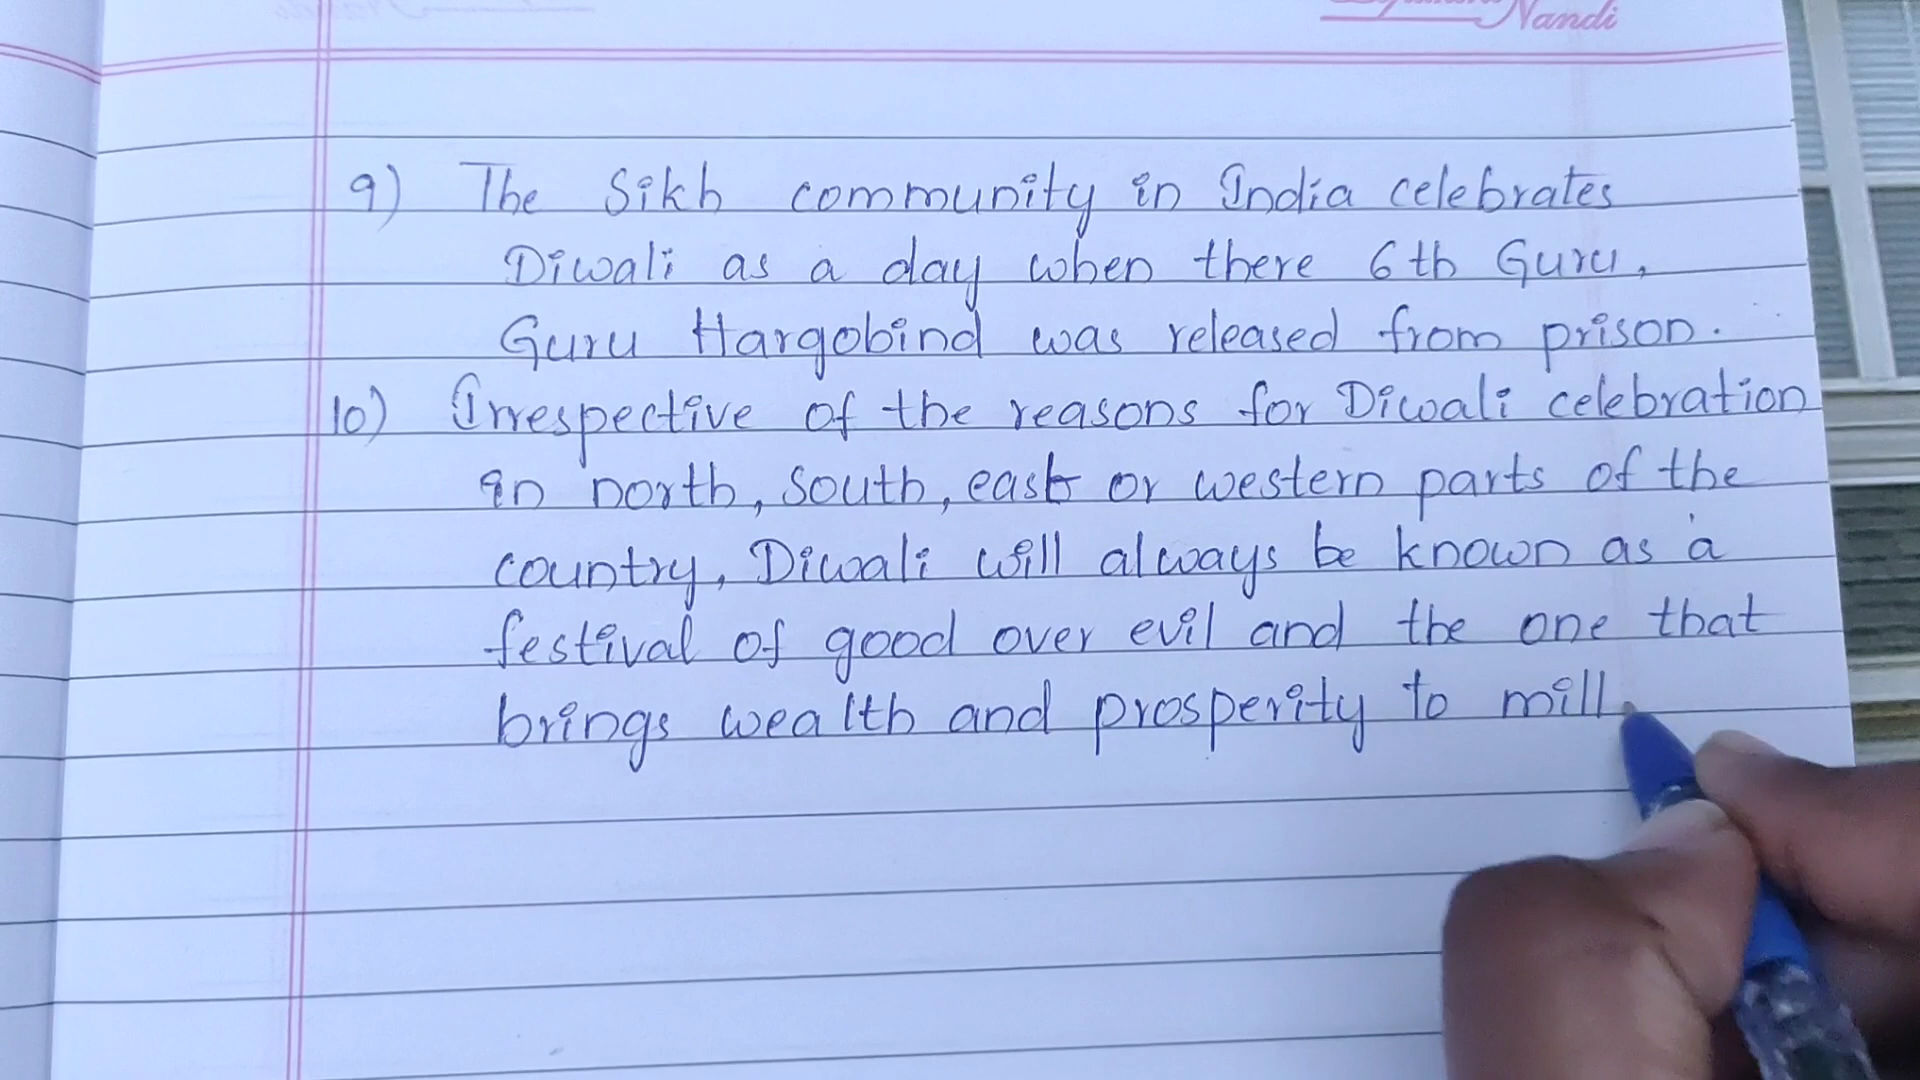 Nandi
9) The Sikh community in India celebrates
Diwali as a day when there 6th Guru,
Guru Hargobind was released from prison.
10) Irrespective of the reasons for Diwali celebration
in north, south, east or western parts of the
country, Diwali will always be known as a
festival of good over evil and the one that
brings wealth and prosperity to mill